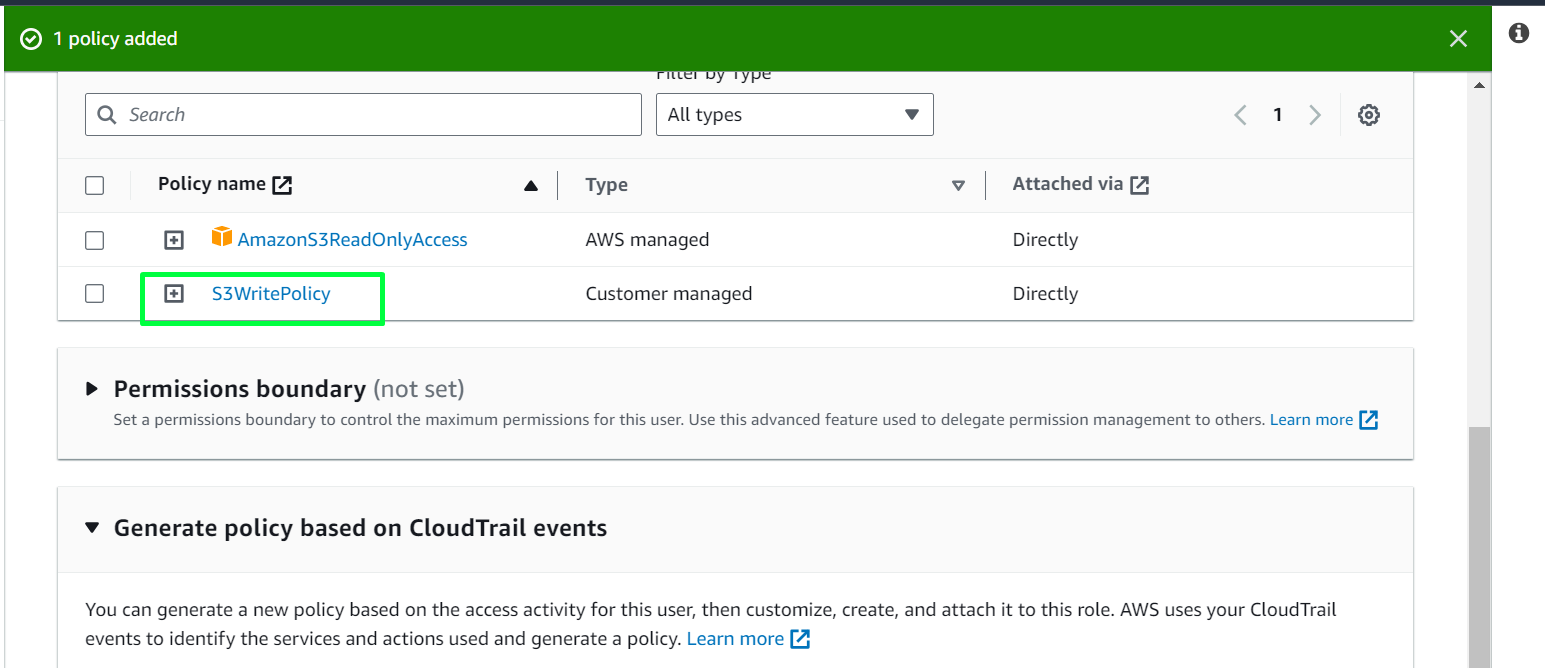 1 policy added
Filter by Type
Search
All types
1
Policy name
Type
Attached via
AmazonS3ReadOnlyAccess
AWS managed
Directly
S3WritePolicy
Customer managed
Directly
Permissions boundary (not set)
Set a permissions boundary to control the maximum permissions for this user. Use this advanced feature used to delegate permission management to others. Learn more
Generate policy based on CloudTrail events
You can generate a new policy based on the access activity for this user, then customize, create, and attach it to this role. AWS uses your CloudTrail
events to identify the services and actions used and generate a policy. Learn more